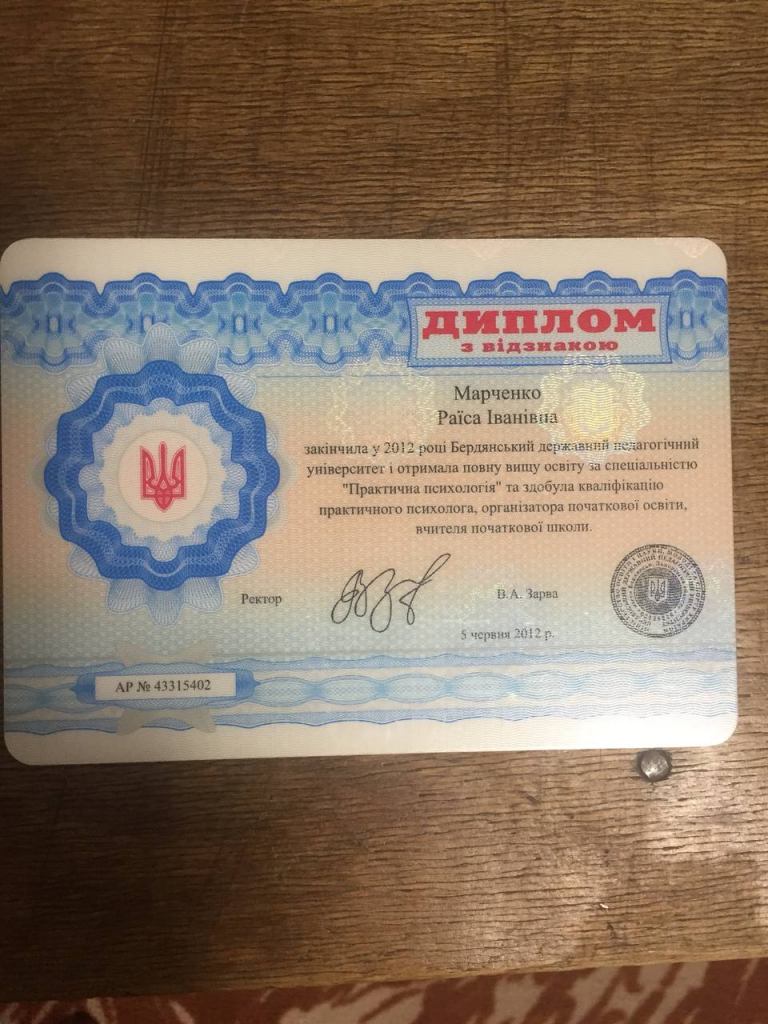 ДИПЛОМ
з відзнакою
Марченко
Раїса Іванівна
закінчила у 2012 році Бердянський державний педагогічний
університет і отримала повну вищу освіту за спеціальністю
"Практична психологія" та здобула кваліфікацію
практичного психолога, організатора початкової освіти,
вчителя початкової школи.
Ректор
В.А. Зарва
5 червня 2012 р.
АР № 43315402